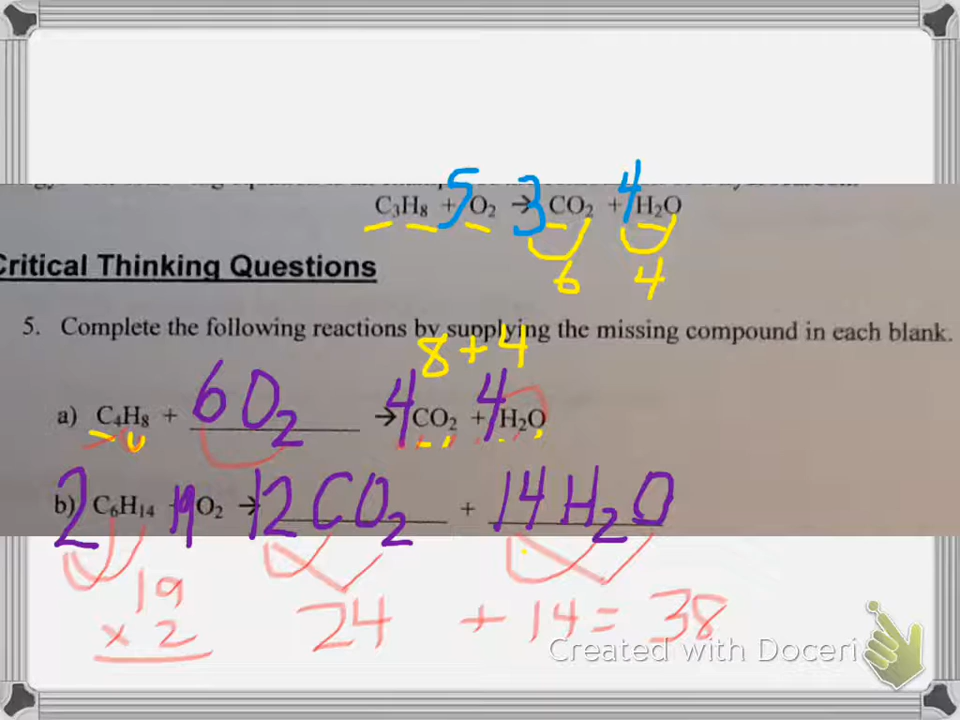 C₃H₈ + 5 O₂ → 3 CO₂ + 4 H₂O
6 4
Critical Thinking Questions
5. Complete the following reactions by supplying the missing compound in each blank.
8 + 4
a) C₄H₈ + 6 O₂ → 4 CO₂ + 4 H₂O
b) 2 C₆H₁₄ 19 O₂ → 12 CO₂ + 14 H₂O
19
x 2 24 + 14 = 38
Created with Doceri